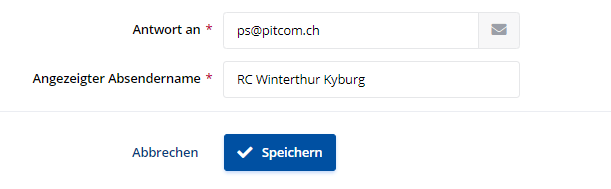 Antwort an * ps@pitcom.ch
Angezeigter Absendername * RC Winterthur Kyburg
Abbrechen Speichern